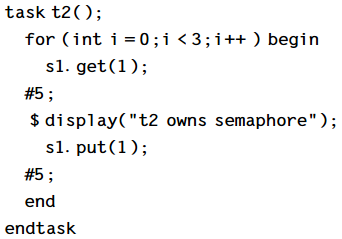 task t2();
for (int i = 0; i < 3; i++ ) begin
s1. get(1);
#5;
$ display("t2 owns semaphore");
s1. put(1);
#5;
end
endtask